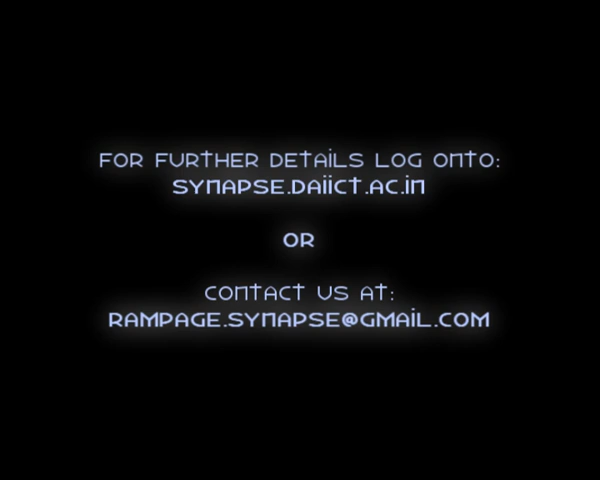 FOR FURTHER DETAILS LOG ONTO:
SYNAPSE.DAIICT.AC.IN
OR
CONTACT US AT:
RAMPAGE.SYNAPSE@GMAIL.COM